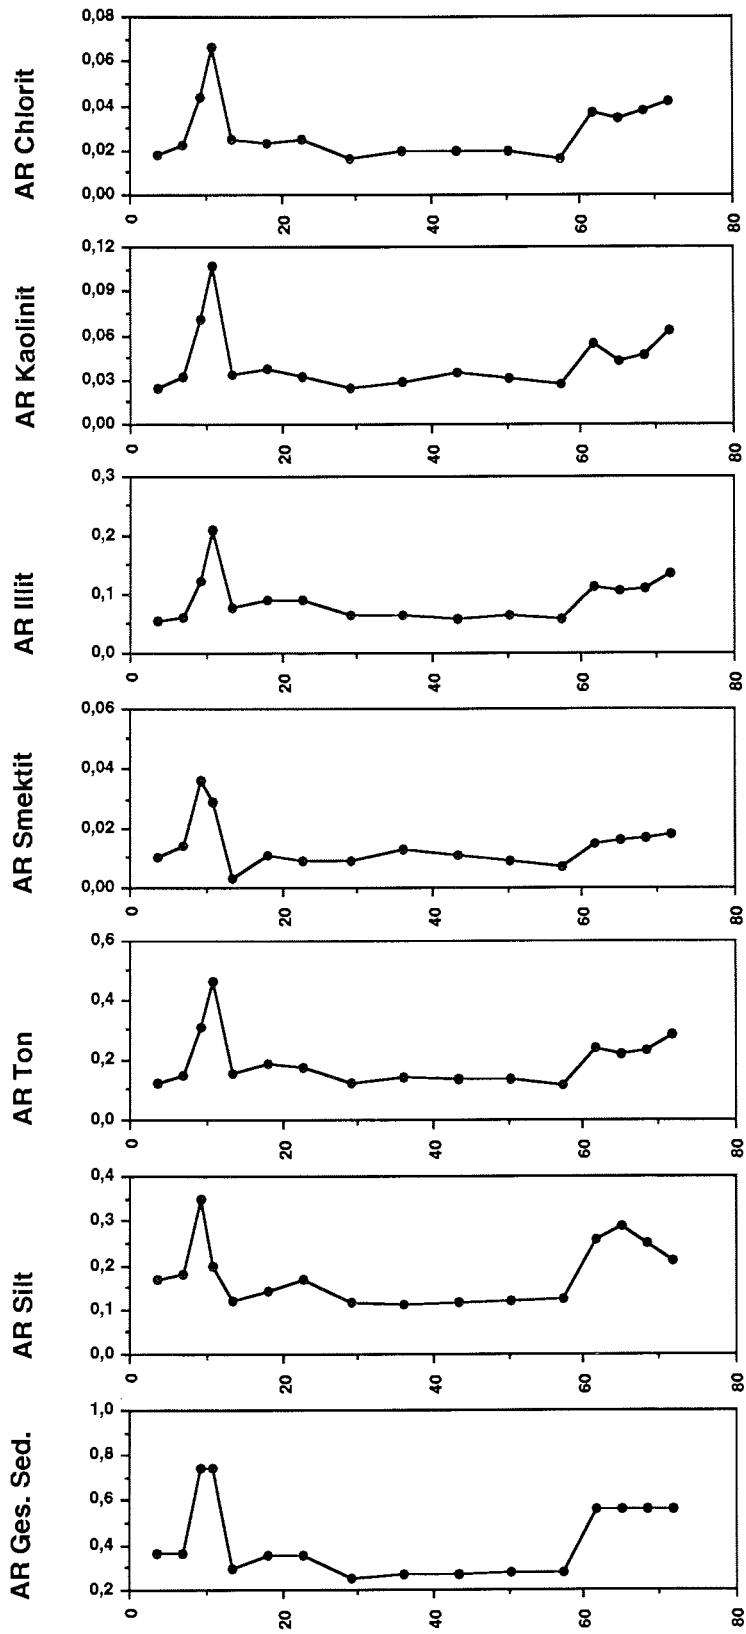 AR Chlorit
0,08
0,06
0,04
0,02
0,00
0 20 40 60 80
AR Kaolinit
0,12
0,09
0,06
0,03
0,00
0 20 40 60 80
AR Illit
0,3
0,2
0,1
0,0
0 20 40 60 80
AR Smektit
0,06
0,04
0,02
0,00
0 20 40 60 80
AR Ton
0,6
0,4
0,2
0,0
0 20 40 60 80
AR Silt
0,4
0,3
0,2
0,1
0,0
0 20 40 60 80
AR Ges. Sed.
1,0
0,8
0,6
0,4
0,2
0 20 40 60 80